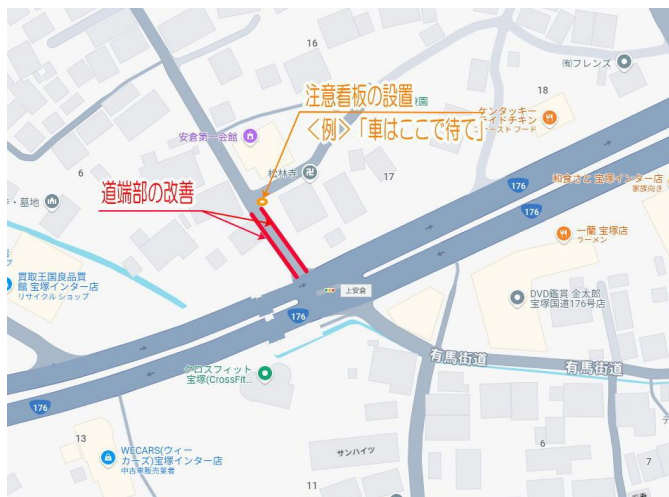 16
(有)フレンズ
注意看板の設置
<例>「車はここで待て」
園
18
ケンタッキー
イドチキン
ースト フード
安倉第一会館
松林寺
6
17
道端部の改善
176
和食さと 宝塚インター店
家族向き
・墓地
一蘭 宝塚店
ラーメン
買取王国良品買
館 宝塚インター店
リサイクル ショップ
上安倉
DVD鑑賞 金太郎
宝塚国道176号店
176
有馬街道
有馬街道
クロスフィット
宝塚(CrossFit...
176
13
WECARS(ウィー
カーズ)宝塚インター店
中古車販売業者
サンハイツ
6
7
11